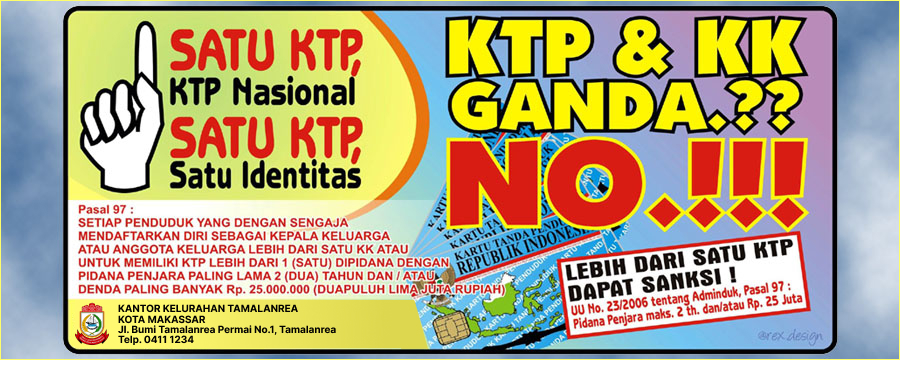 SATU KTP,
KTP Nasional
SATU KTP,
Satu Identitas
Pasal 97 :
SETIAP PENDUDUK YANG DENGAN SENGAJA
MENDAFTARKAN DIRI SEBAGAI KEPALA KELUARGA
ATAU ANGGOTA KELUARGA LEBIH DARI SATU KK ATAU
UNTUK MEMILIKI KTP LEBIH DARI 1 (SATU) DIPIDANA DENGAN
PIDANA PENJARA PALING LAMA 2 (DUA) TAHUN DAN / ATAU
DENDA PALING BANYAK Rp. 25.000.000 (DUAPULUH LIMA JUTA RUPIAH)
KANTOR KELURAHAN TAMALANREA
KOTA MAKASSAR
Jl. Bumi Tamalanrea Permai No.1, Tamalanrea
Telp. 0411 1234
KTP & KK
GANDA.??
NO.!!!
KARTU TANDA PENDUDUK
REPUBLIK INDONESIA
LEBIH DARI SATU KTP
DAPAT SANKSI !
UU No. 23/2006 tentang Adminduk, Pasal 97 :
Pidana Penjara maks. 2 th. dan/atau Rp. 25 Juta
@rex.design